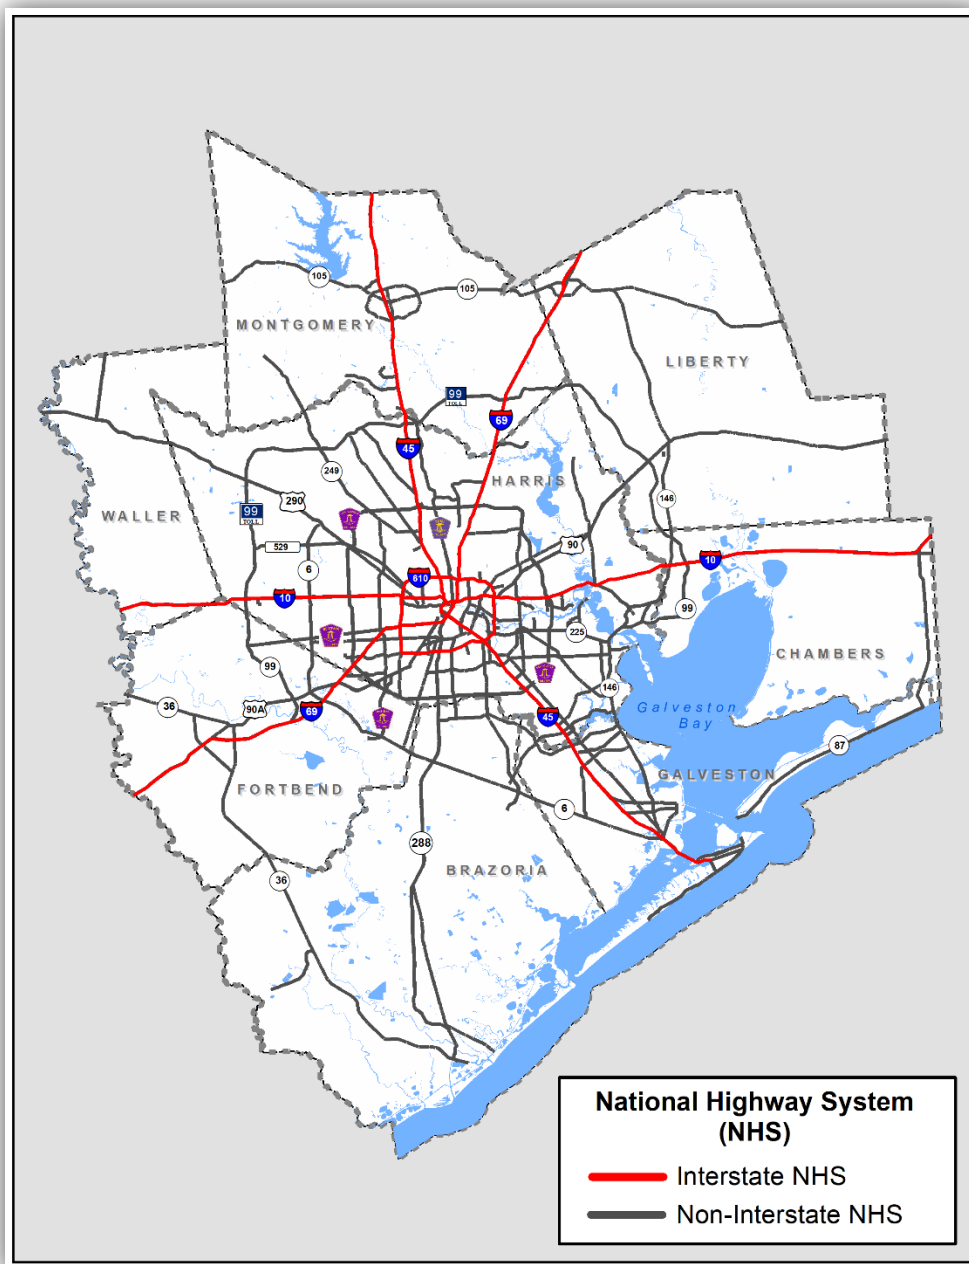 105
105
MONTGOMERY
LIBERTY
99
TOLL
69
45
249
HARRIS
290
146
WALLER
99
TOLL
529
90
6
610
10
10
99
225
CHAMBERS
99
146
Galveston
Bay
36
90A
69
45
87
GALVESTON
FORTBEND
6
288
BRAZORIA
36
National Highway System
(NHS)
Interstate NHS
Non-Interstate NHS